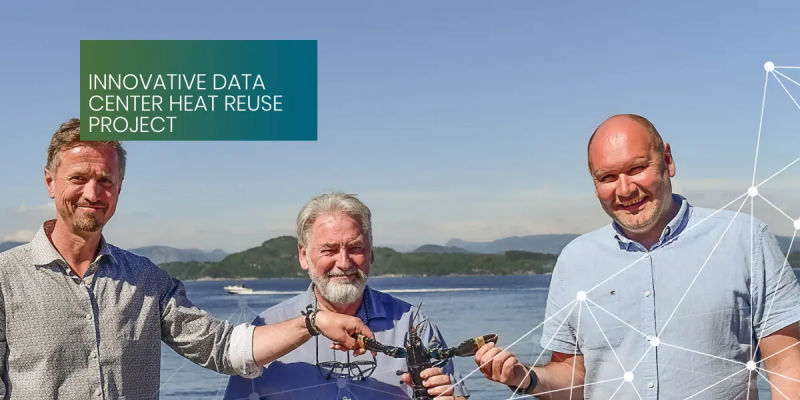 INNOVATIVE DATA
CENTER HEAT REUSE
PROJECT